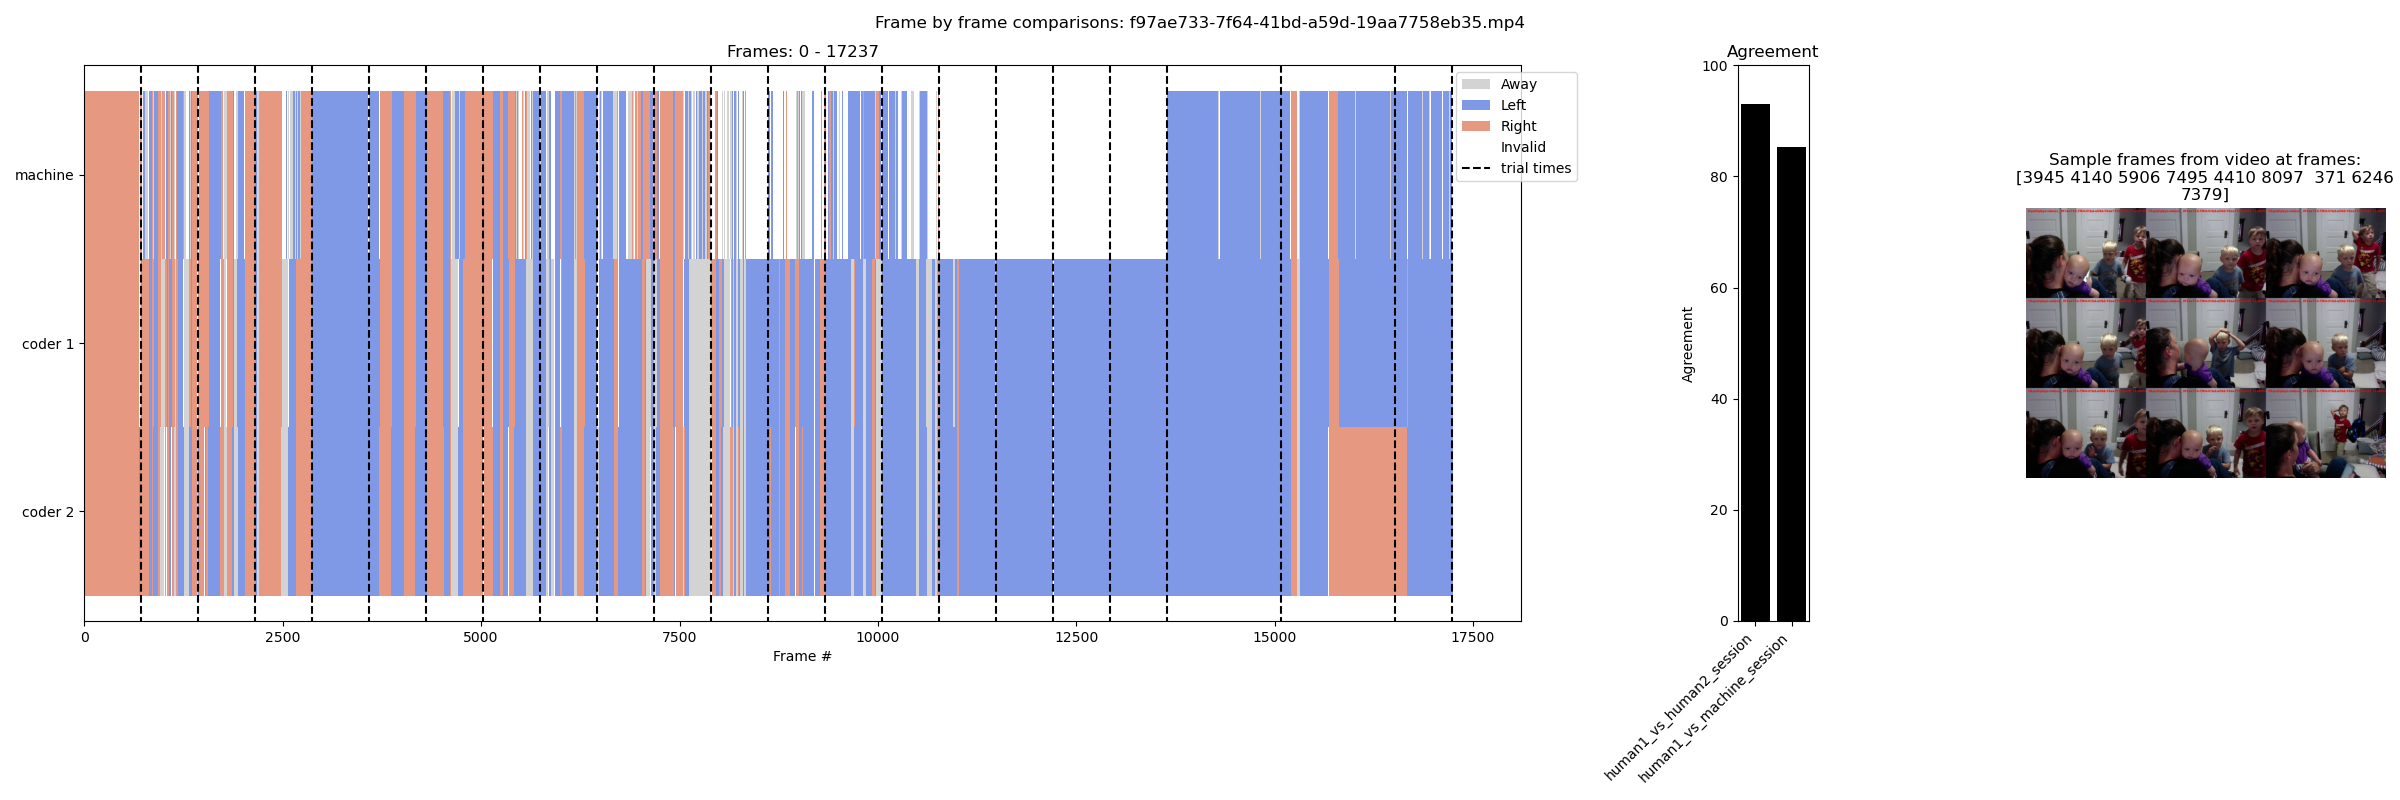 Frame by frame comparisons: f97ae733-7f64-41bd-a59d-19aa7758eb35.mp4
Frames: 0 - 17237
machine
coder 1
coder 2
0
2500
5000
7500
10000
12500
15000
17500
Frame #
Away
Left
Right
Invalid
trial times
Agreement
100
80
60
40
20
0
Agreement
human1_vs_human2_session
human1_vs_machine_session
Sample frames from video at frames:
[3945 4140 5906 7495 4410 8097  371 6246
7379]